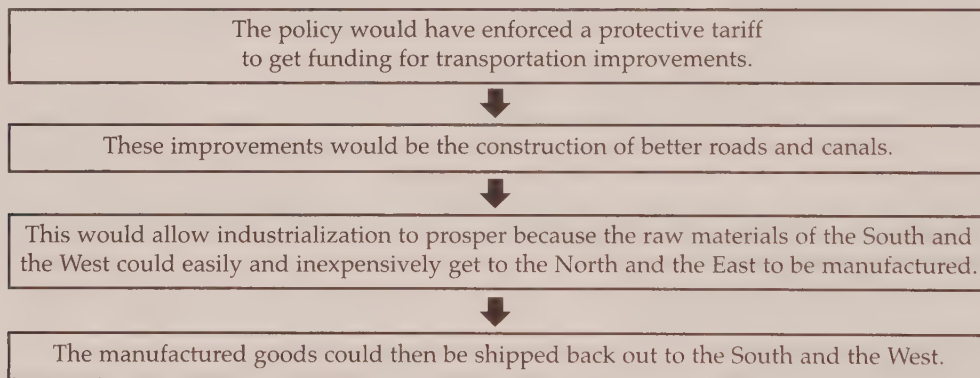 The policy would have enforced a protective tariff
to get funding for transportation improvements.
These improvements would be the construction of better roads and canals.
This would allow industrialization to prosper because the raw materials of the South and
the West could easily and inexpensively get to the North and the East to be manufactured.
The manufactured goods could then be shipped back out to the South and the West.